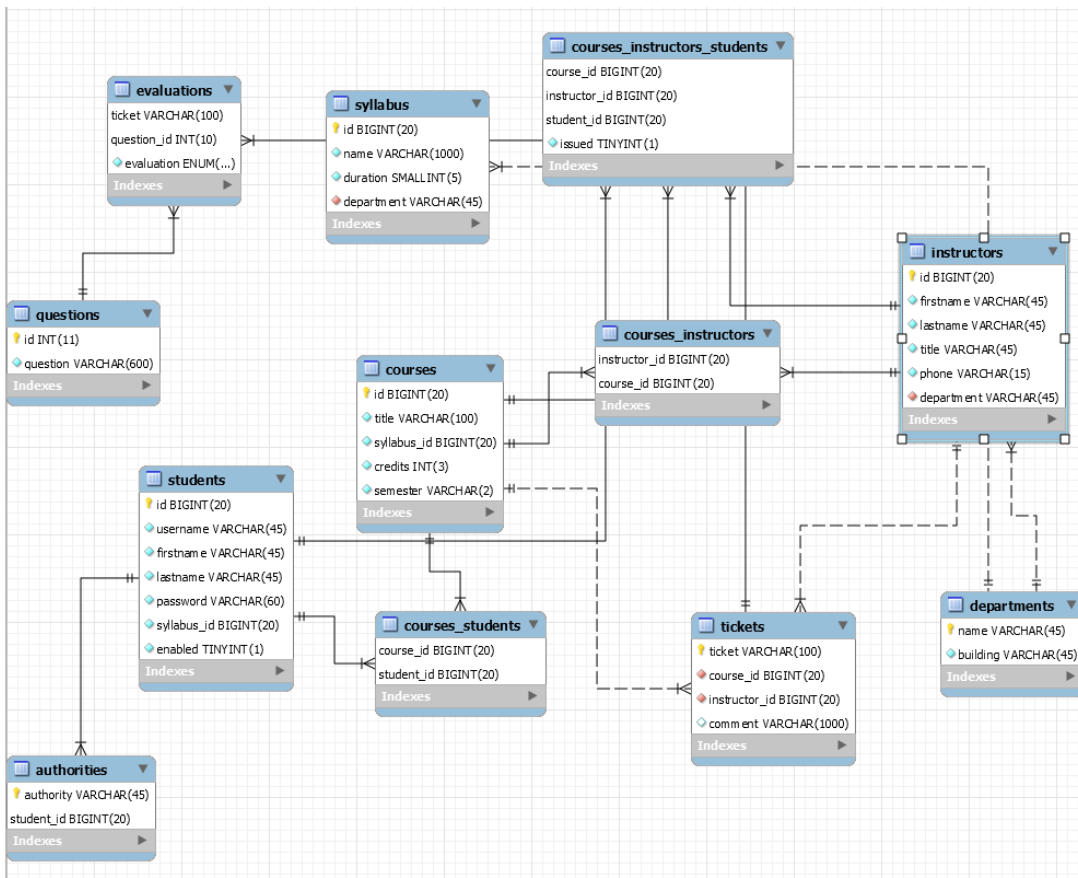 courses_instructors_students
course_id BIGINT(20)
instructor_id BIGINT(20)
student_id BIGINT(20)
issued TINYINT(1)
Indexes
evaluations
ticket VARCHAR(100)
question_id INT(10)
evaluation ENUM(...)
Indexes
syllabus
id BIGINT(20)
name VARCHAR(1000)
duration SMALLINT(5)
department VARCHAR(45)
Indexes
instructors
id BIGINT(20)
firstname VARCHAR(45)
lastname VARCHAR(45)
title VARCHAR(45)
phone VARCHAR(15)
department VARCHAR(45)
Indexes
questions
id INT(11)
question VARCHAR(600)
Indexes
courses_instructors
instructor_id BIGINT(20)
course_id BIGINT(20)
Indexes
courses
id BIGINT(20)
title VARCHAR(100)
syllabus_id BIGINT(20)
credits INT(3)
semester VARCHAR(2)
Indexes
students
id BIGINT(20)
username VARCHAR(45)
firstname VARCHAR(45)
lastname VARCHAR(45)
password VARCHAR(60)
syllabus_id BIGINT(20)
enabled TINYINT(1)
Indexes
courses_students
course_id BIGINT(20)
student_id BIGINT(20)
Indexes
tickets
ticket VARCHAR(100)
course_id BIGINT(20)
instructor_id BIGINT(20)
comment VARCHAR(1000)
Indexes
departments
name VARCHAR(45)
building VARCHAR(45)
Indexes
authorities
authority VARCHAR(45)
student_id BIGINT(20)
Indexes